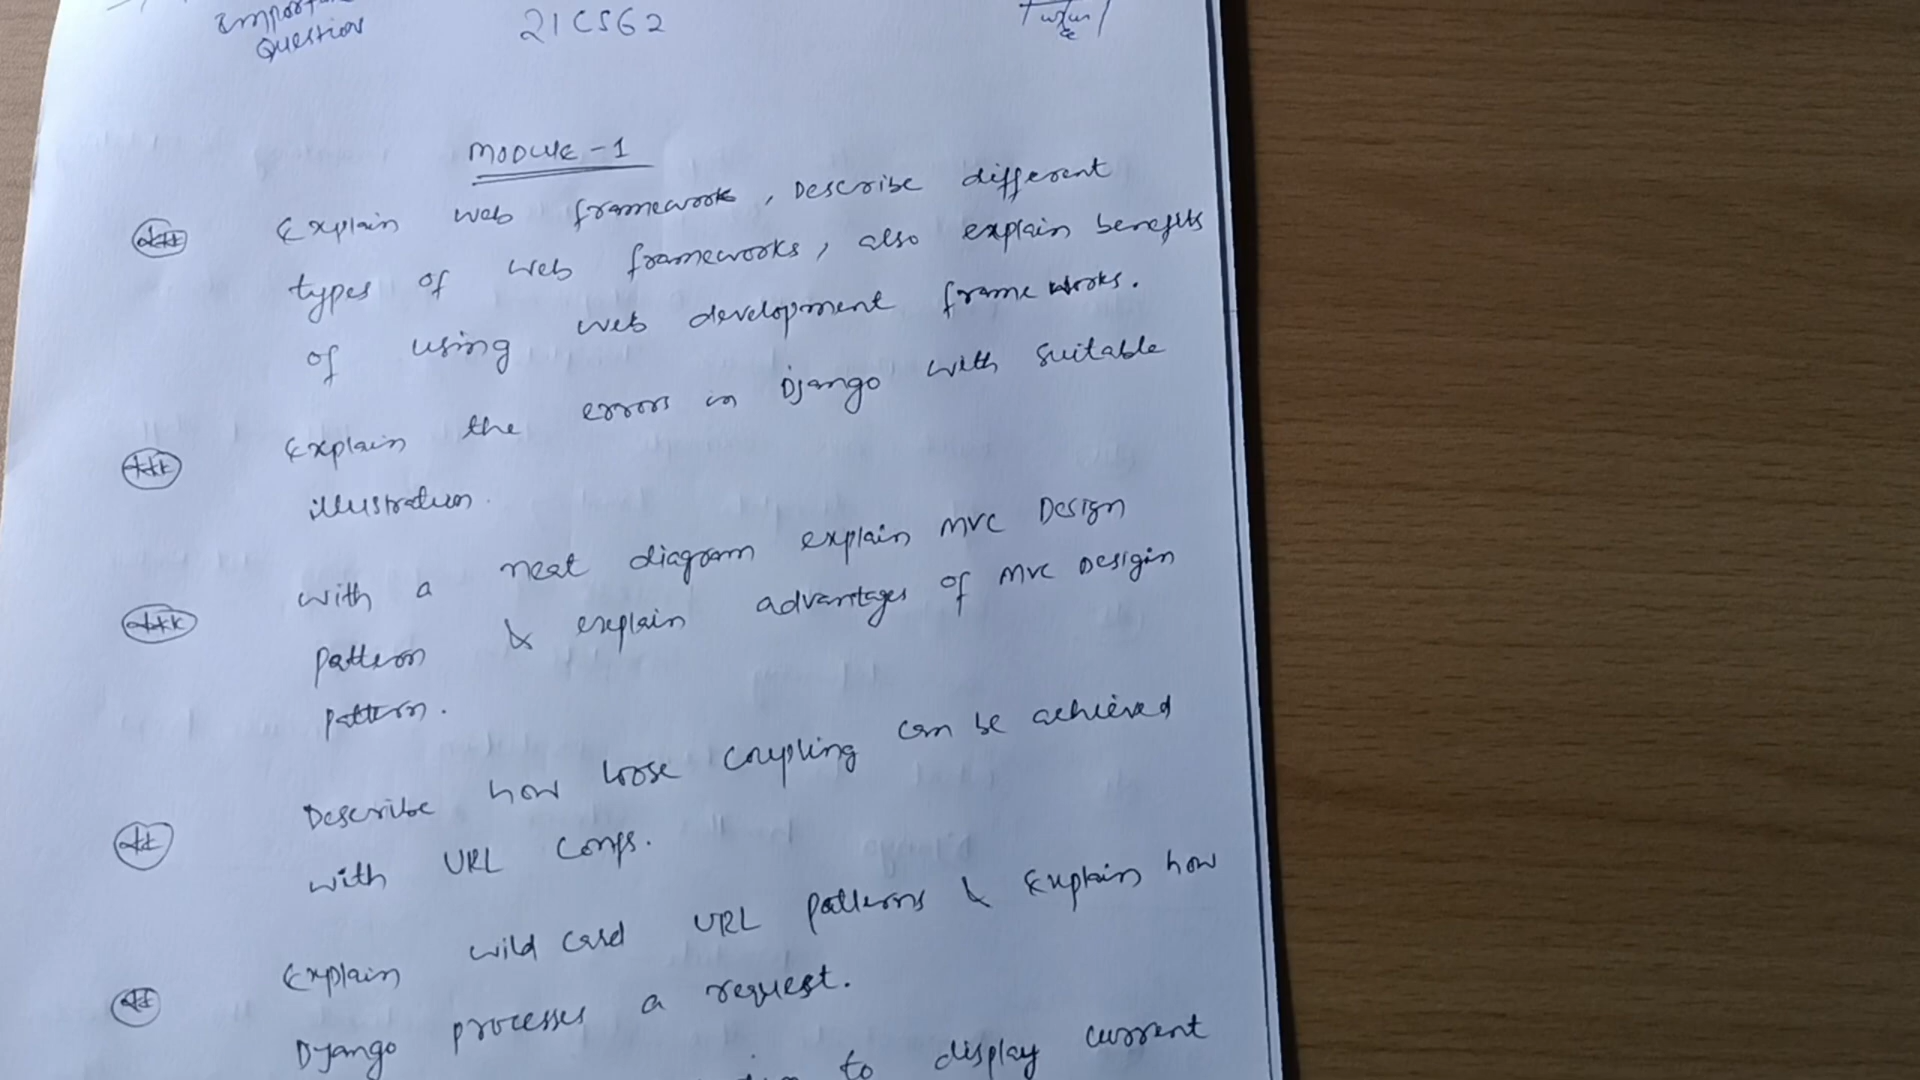 Important
Question
21CS62
MODULE-1
*** Explain web framework, Describe different
types of web frameworks, also explain benefits
of using web development frameworks.
*** Explain the errors in Django with suitable
illustration.
*** With a neat diagram explain MVC Design
pattern & explain advantages of MVC Desigin
pattern.
** Describe how loose coupling can be achieved
with URL Confs.
** Explain wild card URL patterns & Explain how
Django processes a request.
to display current